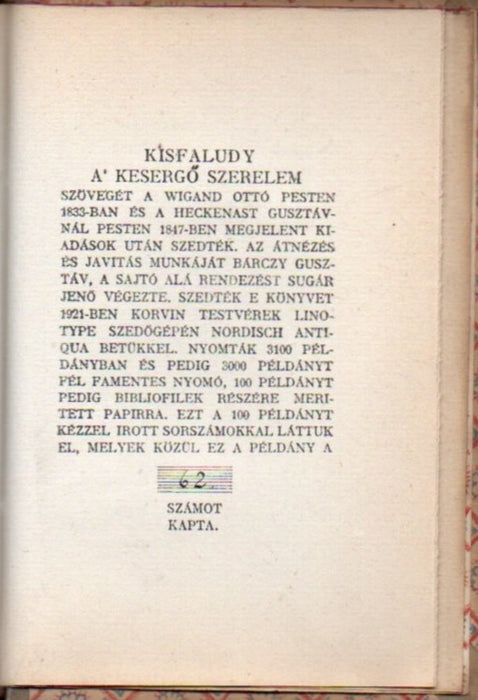 KISFALUDY
A' KESERGŐ SZERELEM
SZÖVEGÉT A WIGAND OTTÓ PESTEN
1833-BAN ÉS A HECKENAST GUSZTÁV-
NÁL PESTEN 1847-BEN MEGJELENT KI-
ADÁSOK UTÁN SZEDTÉK. AZ ÁTNÉZÉS
ÉS JAVITÁS MUNKÁJÁT BÁRCZY GUSZ-
TÁV, A SAJTÓ ALÁ RENDEZÉST SUGÁR
JENŐ VÉGEZTE. SZEDTÉK E KÖNYVET
1921-BEN KORVIN TESTVÉREK LINO-
TYPE SZEDŐGÉPÉN NORDISCH ANTI-
QUA BETÜKKEL. NYOMTÁK 3100 PÉL-
DÁNYBAN ÉS PEDIG 3000 PÉLDÁNYT
FÉL FAMENTES NYOMÓ, 100 PÉLDÁNYT
PEDIG BIBLIOFILEK RÉSZÉRE MERI-
TETT PAPIRRA. EZT A 100 PÉLDÁNYT
KÉZZEL IROTT SORSZÁMOKKAL LÁTTUK
EL, MELYEK KÖZÜL EZ A PÉLDÁNY A
62.
SZÁMOT
KAPTA.